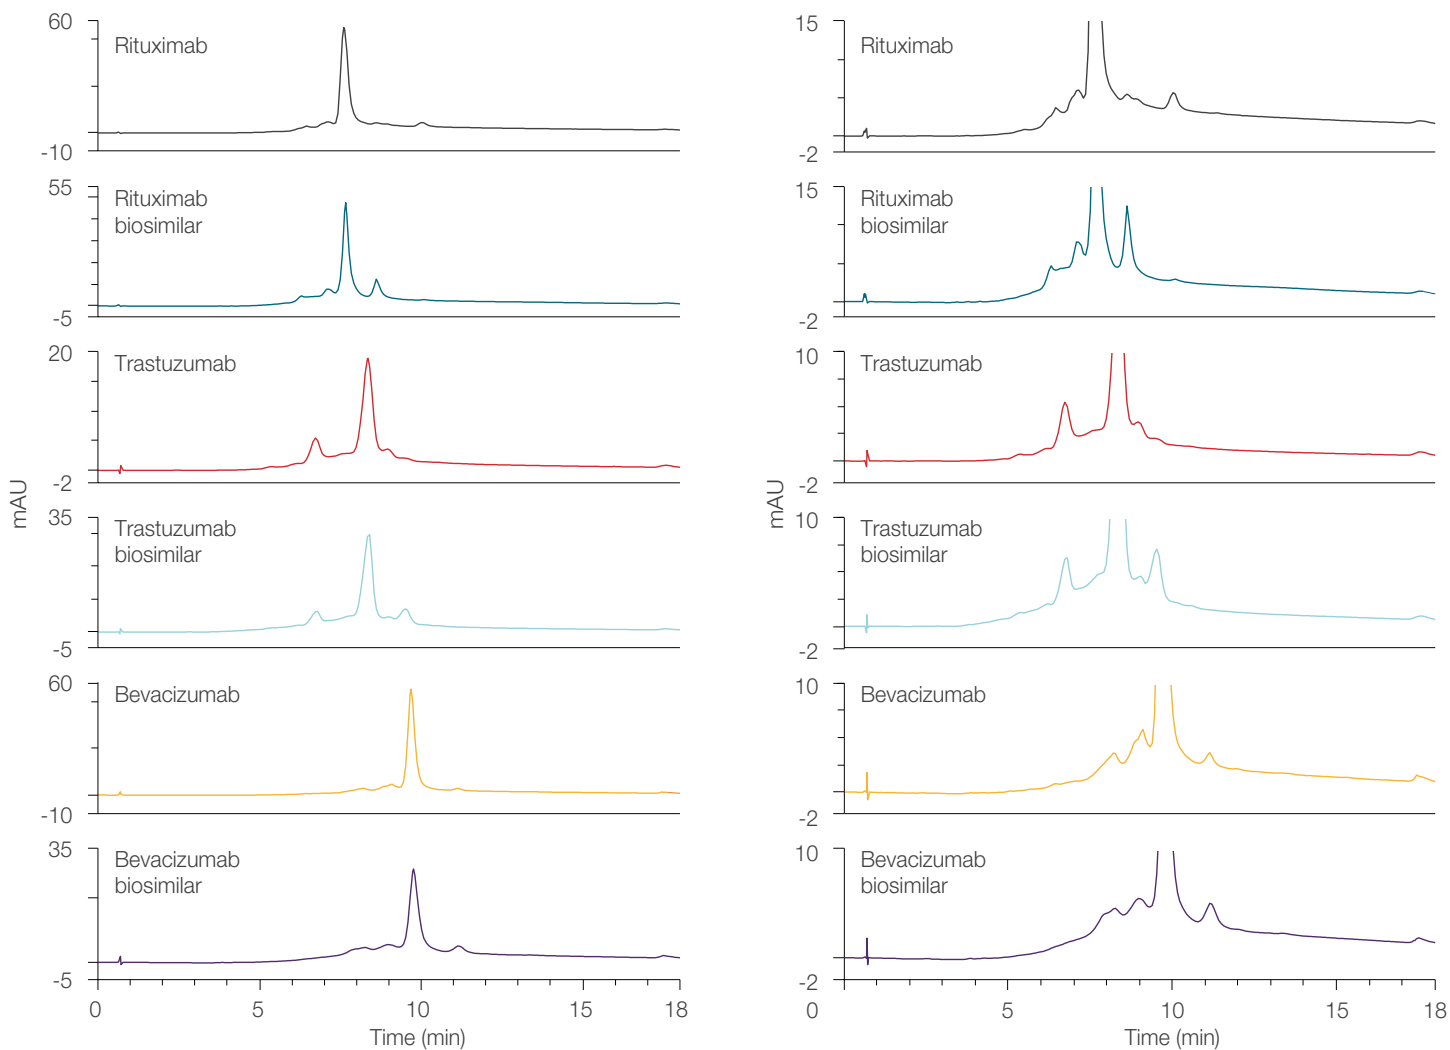 60
Rituximab
-10
55
Rituximab
biosimilar
-5
20
Trastuzumab
-2
mAU
35
Trastuzumab
biosimilar
-5
60
Bevacizumab
-10
35
Bevacizumab
biosimilar
-5
0 5 10 15 18
Time (min)
15
Rituximab
-2
15
Rituximab
biosimilar
-2
10
Trastuzumab
-2
mAU
10
Trastuzumab
biosimilar
-2
10
Bevacizumab
-2
10
Bevacizumab
biosimilar
-2
0 5 10 15 18
Time (min)